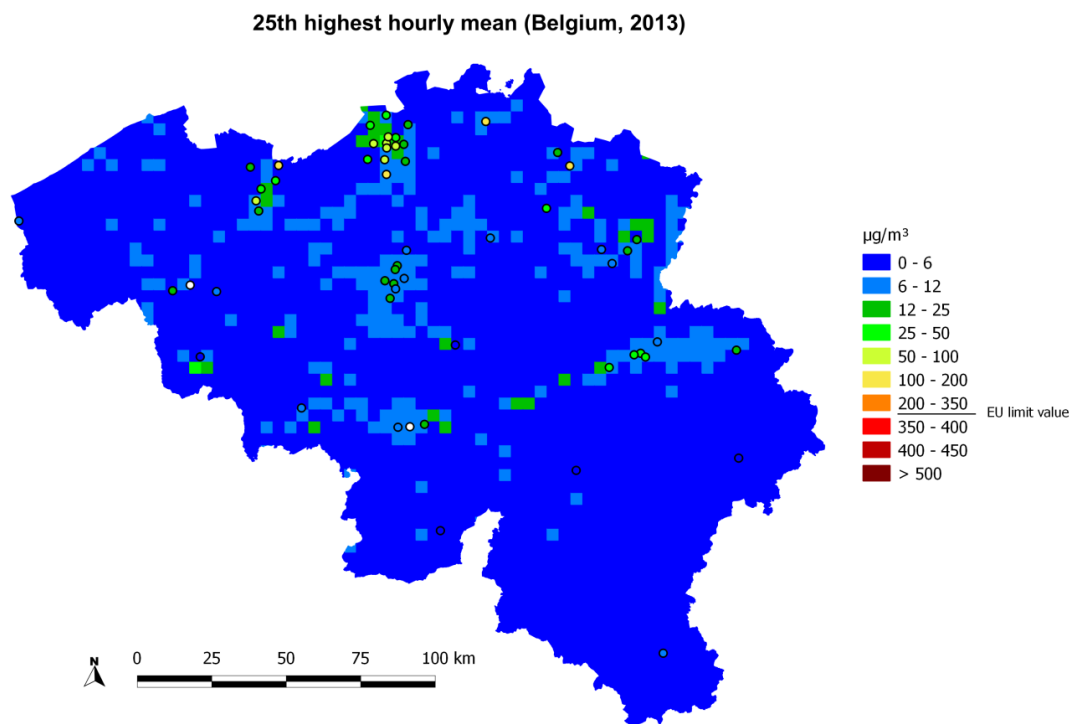 25th highest hourly mean (Belgium, 2013)
µg/m³
0 - 6
6 - 12
12 - 25
25 - 50
50 - 100
100 - 200
200 - 350
EU limit value
350 - 400
400 - 450
> 500
N
0 25 50 75 100 km